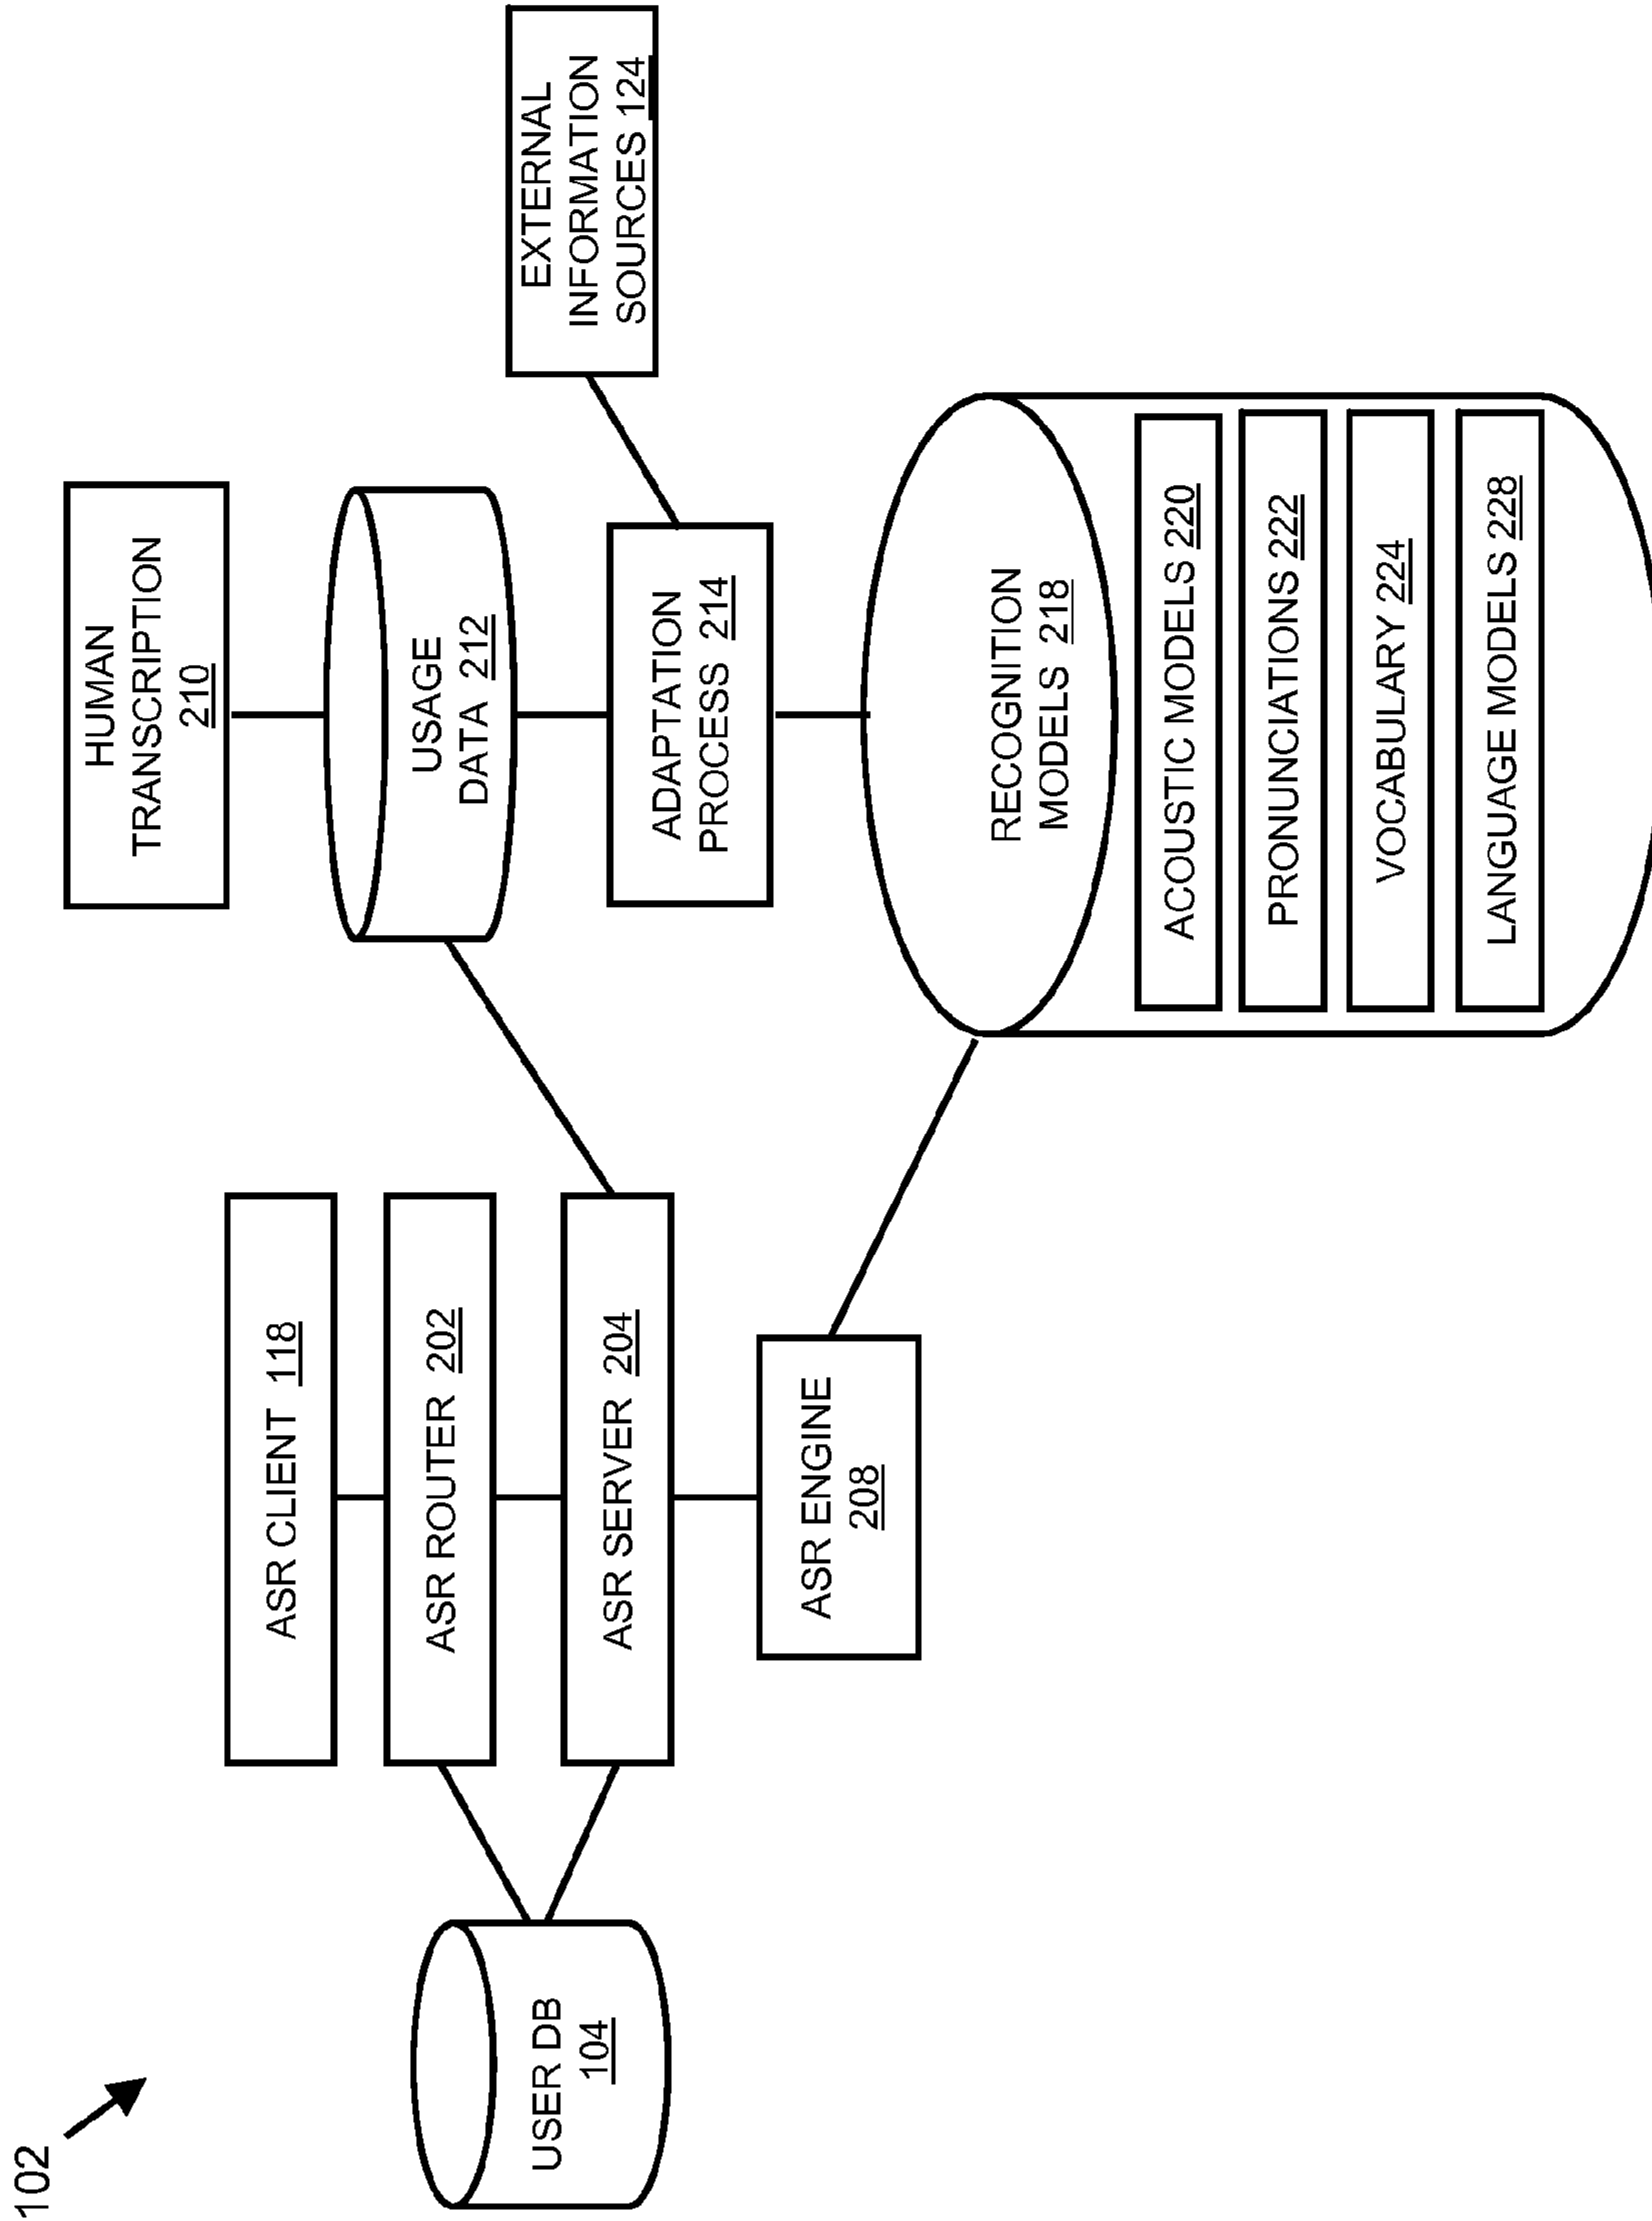 102
HUMAN
TRANSCRIPTION
210
ASR CLIENT 118
USAGE
DATA 212
ASR ROUTER 202
EXTERNAL
INFORMATION
SOURCES 124
USER DB
104
ASR SERVER 204
ADAPTATION
PROCESS 214
ASR ENGINE
208
RECOGNITION
MODELS 218
ACOUSTIC MODELS 220
PRONUNCIATIONS 222
VOCABULARY 224
LANGUAGE MODELS 228